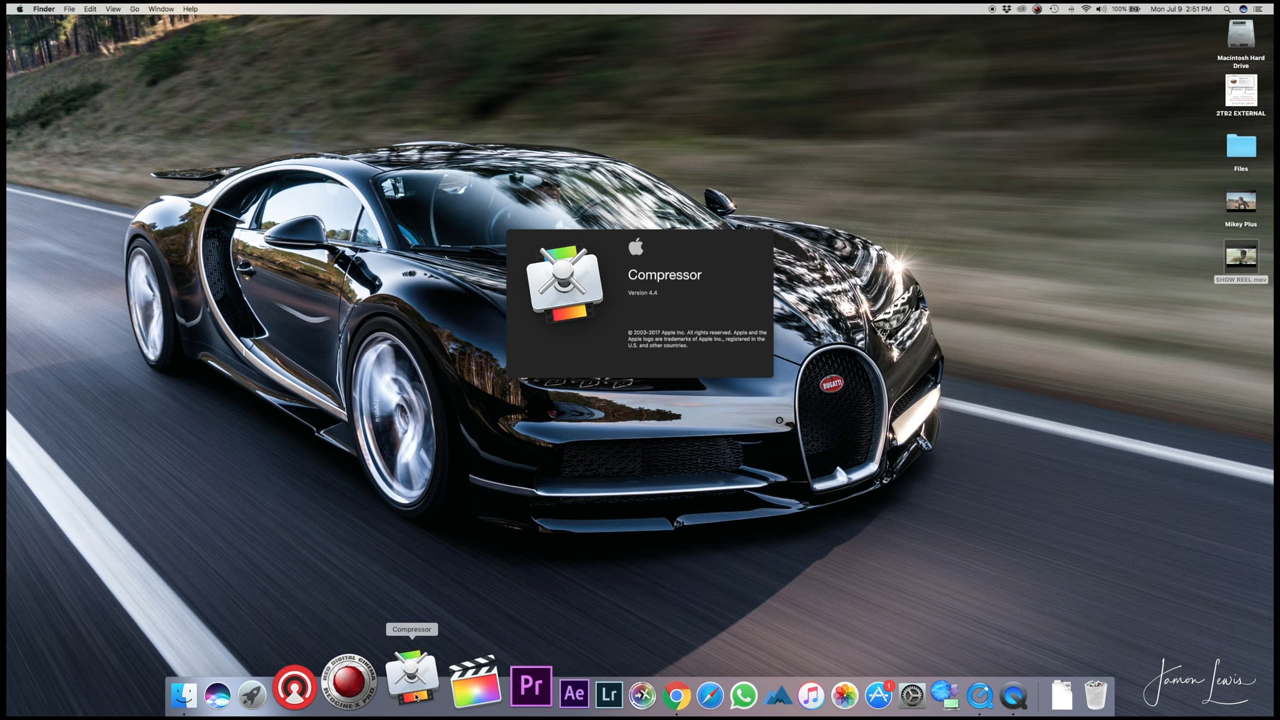 Finder File Edit View Go Window Help
100% Mon Jul 9 2:51 PM
Macintosh Hard
Drive
2TB2 EXTERNAL
Files
Mikey Plus
SHOW REEL.mov
Compressor
Version 4.4
© 2003-2017 Apple Inc. All rights reserved. Apple and the
Apple logo are trademarks of Apple Inc., registered in the
U.S. and other countries.
BUGATTI
Compressor
Pr
Ae
Lr
1
Jamon Lewis